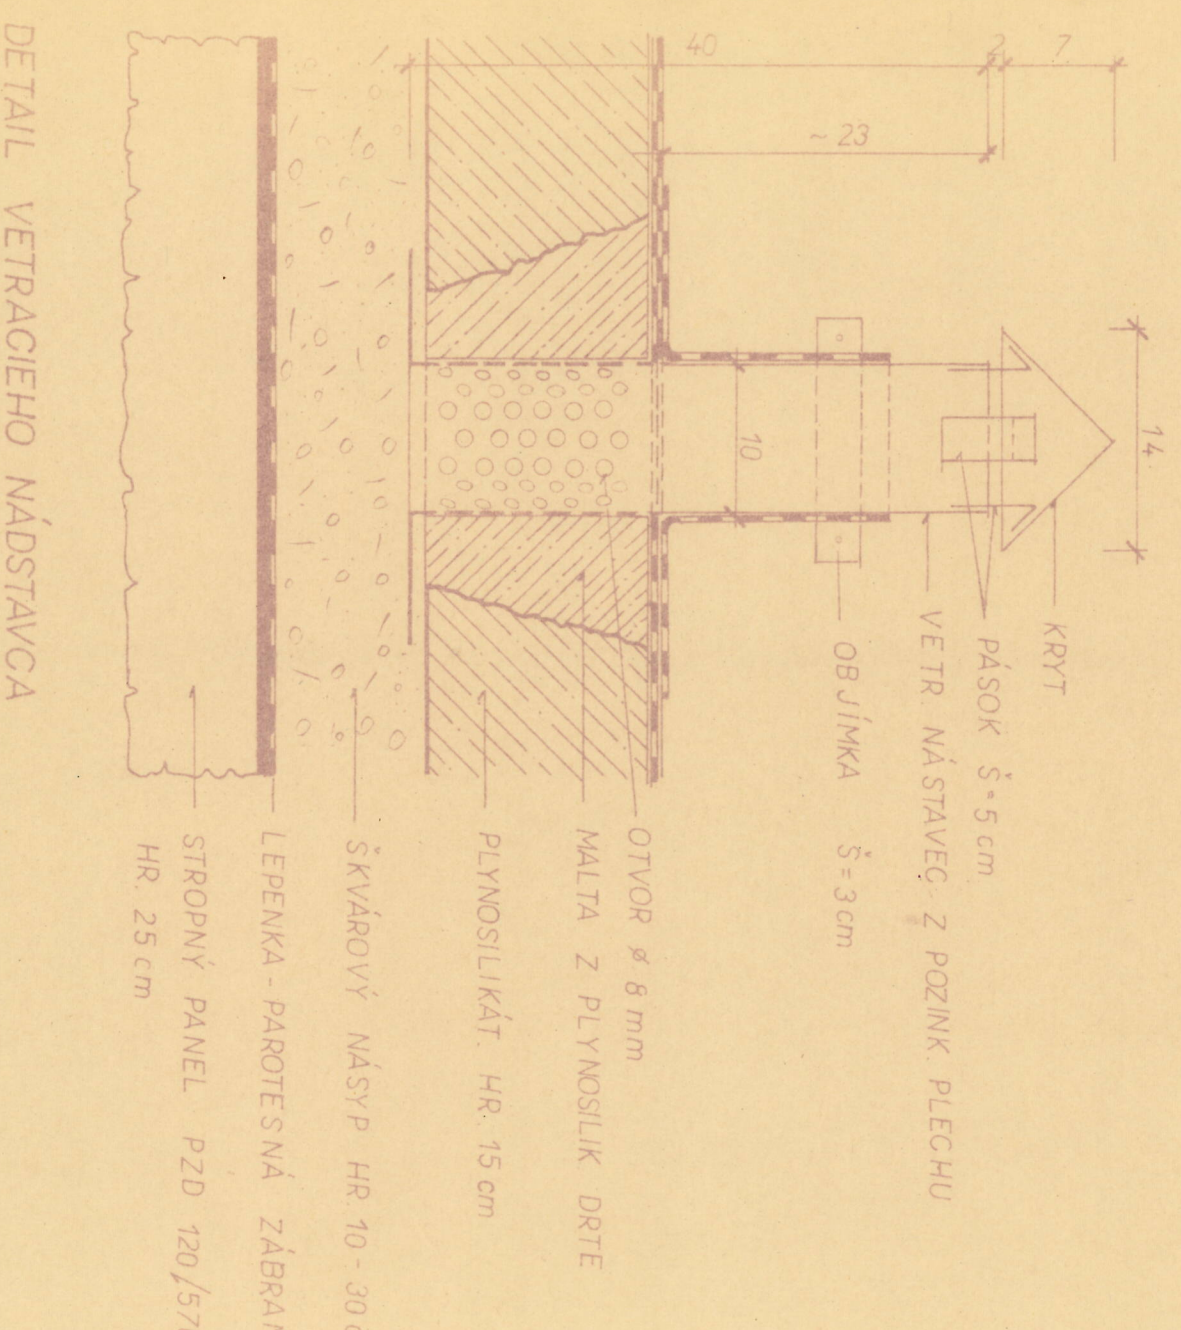 14
7
2
40
~ 23
10
KRYT
PÁSOK Š=5 cm
VETR. NÁSTAVEC Z POZINK. PLECHU
OBJÍMKA Š=3 cm
OTVOR ø 8 mm
MALTA Z PLYNOSILIK DRTE
PLYNOSILIKÁT. HR. 15 cm
ŠKVÁROVÝ NÁSYP HR. 10 - 30
LEPENKA - PAROTESNÁ
STROPNÝ PANEL PZD 120/57
HR. 25 cm
DETAIL VETRACIEHO NÁDSTAVCA